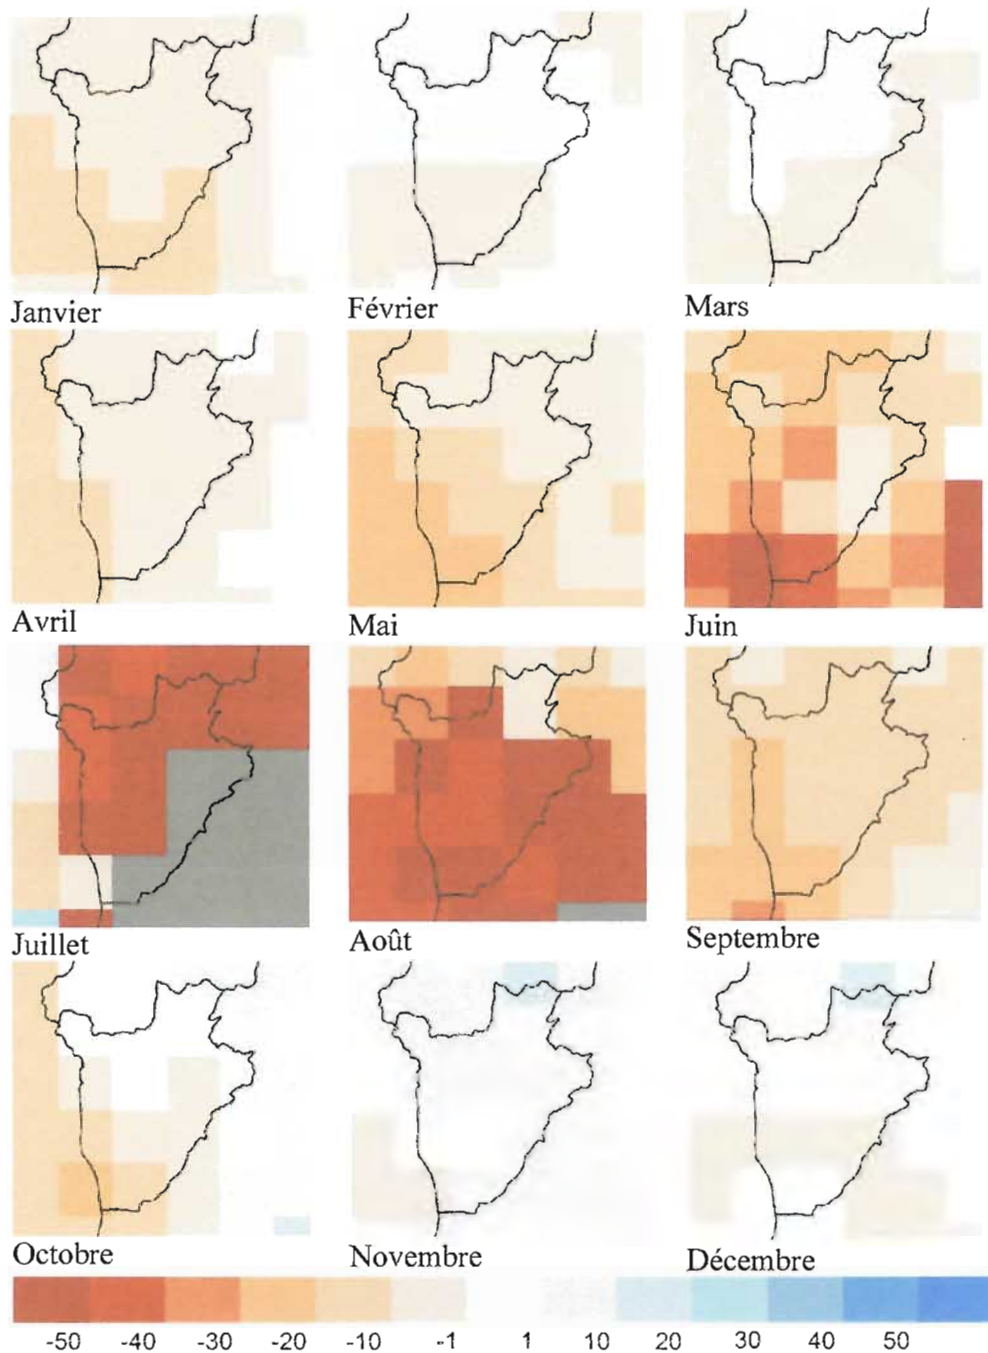 Janvier Février Mars
Avril Mai Juin
Juillet Août Septembre
Octobre Novembre Décembre
-50 -40 -30 -20 -10 -1 1 10 20 30 40 50